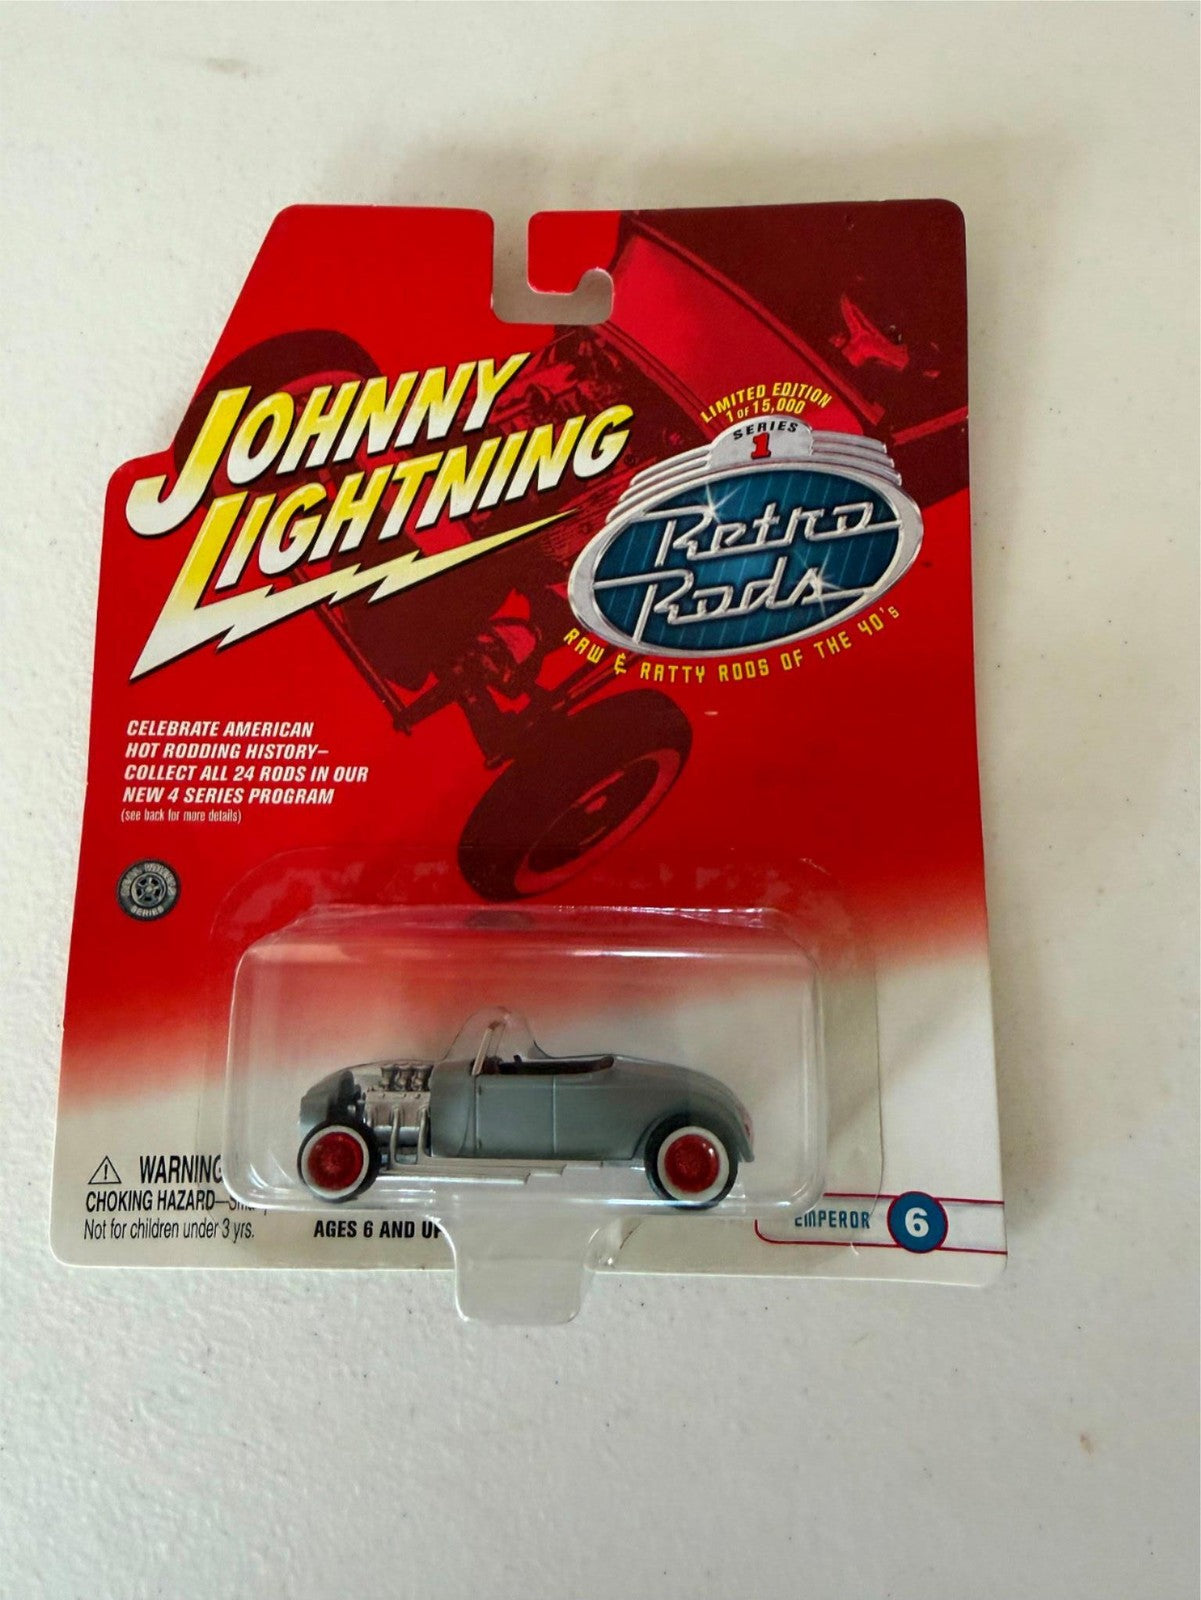 JOHNNY
LIGHTNING
LIMITED EDITION
1 OF 15,000
SERIES
1
Retro
Rods
RAW & RATTY RODS OF THE 40's
CELEBRATE AMERICAN
HOT RODDING HISTORY–
COLLECT ALL 24 RODS IN OUR
NEW 4 SERIES PROGRAM
(see back for more details)
SERIES
⚠ WARNING
CHOKING HAZARD—
Not for children under 3 yrs.
AGES 6 AND UP
EMPEROR 6